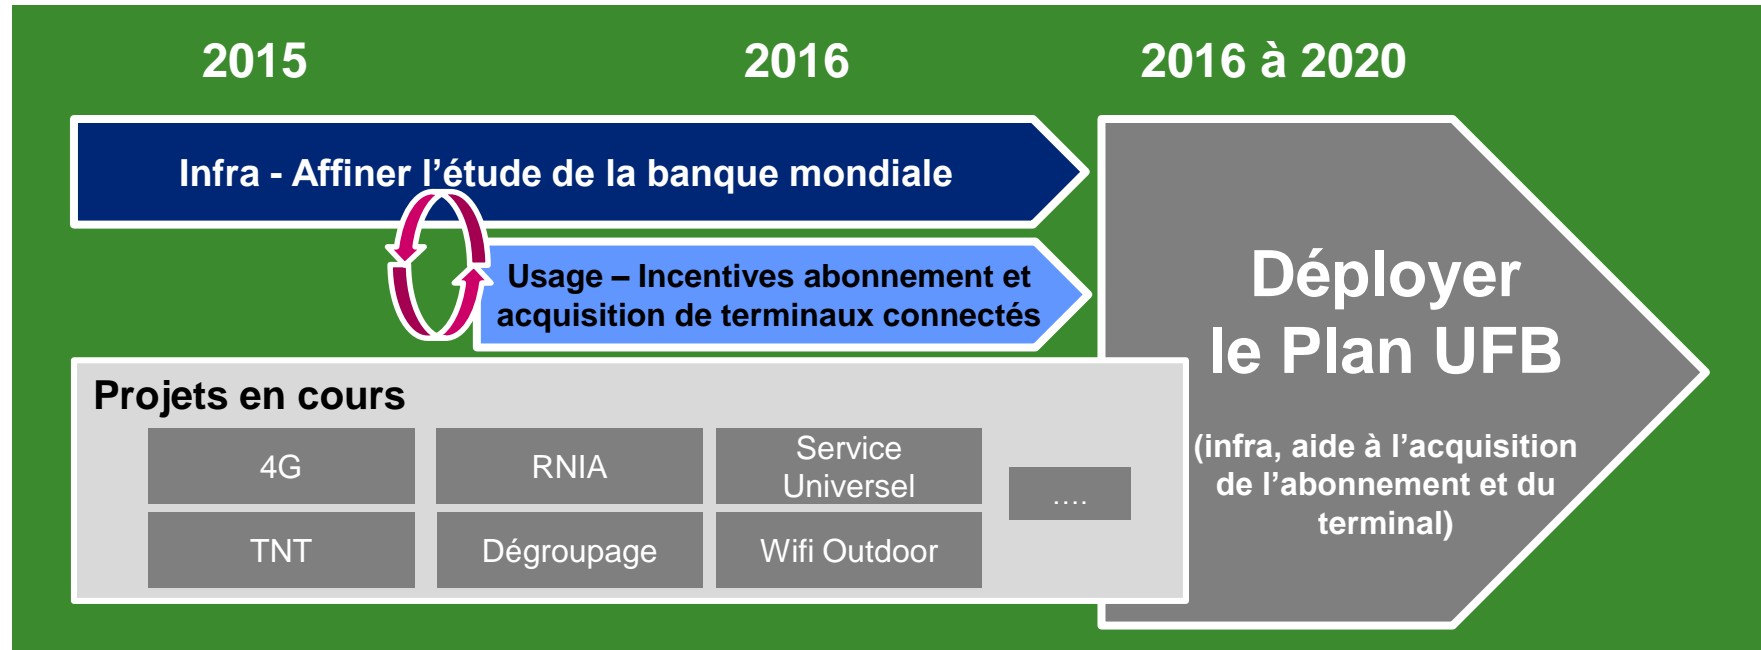 2015
2016
2016 à 2020
Infra - Affiner l’étude de la banque mondiale
Usage – Incentives abonnement et
acquisition de terminaux connectés
Déployer
le Plan UFB
(infra, aide à l’acquisition
de l’abonnement et du
terminal)
Projets en cours
4G
RNIA
Service
Universel
….
TNT
Dégroupage
Wifi Outdoor